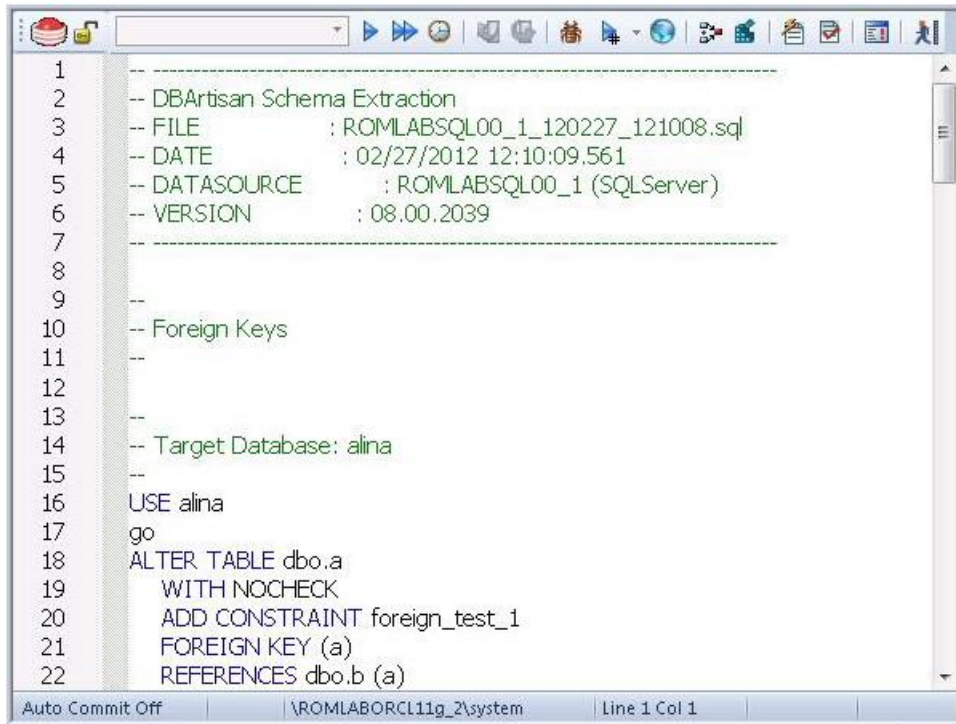 1 -- ------------------------------------------------------------------------------
2 -- DBArtisan Schema Extraction
3 -- FILE : ROMLABSQL00_1_120227_121008.sql
4 -- DATE : 02/27/2012 12:10:09.561
5 -- DATASOURCE : ROMLABSQL00_1 (SQLServer)
6 -- VERSION : 08.00.2039
7 -- ------------------------------------------------------------------------------
8
9 --
10 -- Foreign Keys
11 --
12
13 --
14 -- Target Database: alina
15 --
16 USE alina
17 go
18 ALTER TABLE dbo.a
19 WITH NOCHECK
20 ADD CONSTRAINT foreign_test_1
21 FOREIGN KEY (a)
22 REFERENCES dbo.b (a)
Auto Commit Off \ROMLABORCL11g_2\system Line 1 Col 1